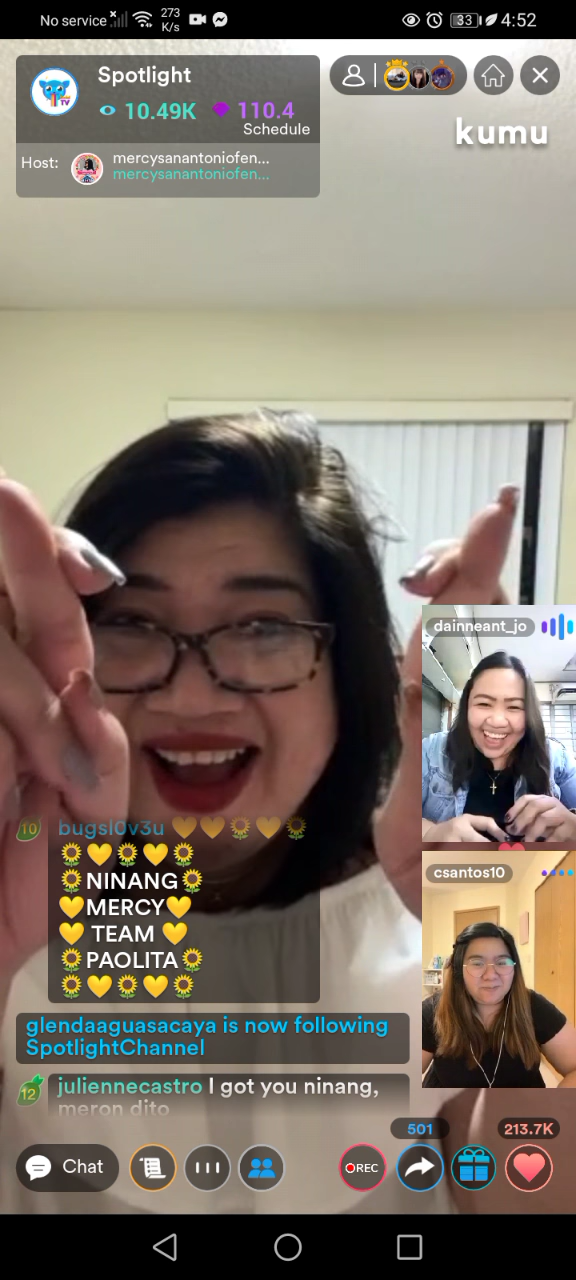 No service
273
K/s
33
4:52
Spotlight
10.49K
110.4
Schedule
kumu
Host:
mercysanantoniofen...
mercysanantoniofen...
TV
dainneant_jo
csantos10
10
bugsl0v3u 💛💛🌻💛🌻
🌻💛🌻💛🌻
🌻NINANG🌻
💛MERCY💛
💛 TEAM 💛
🌻PAOLITA🌻
🌻💛🌻💛🌻
glendaaguasacaya is now following
SpotlightChannel
12
juliennecastro I got you ninang,
meron dito
501
213.7K
Chat
REC